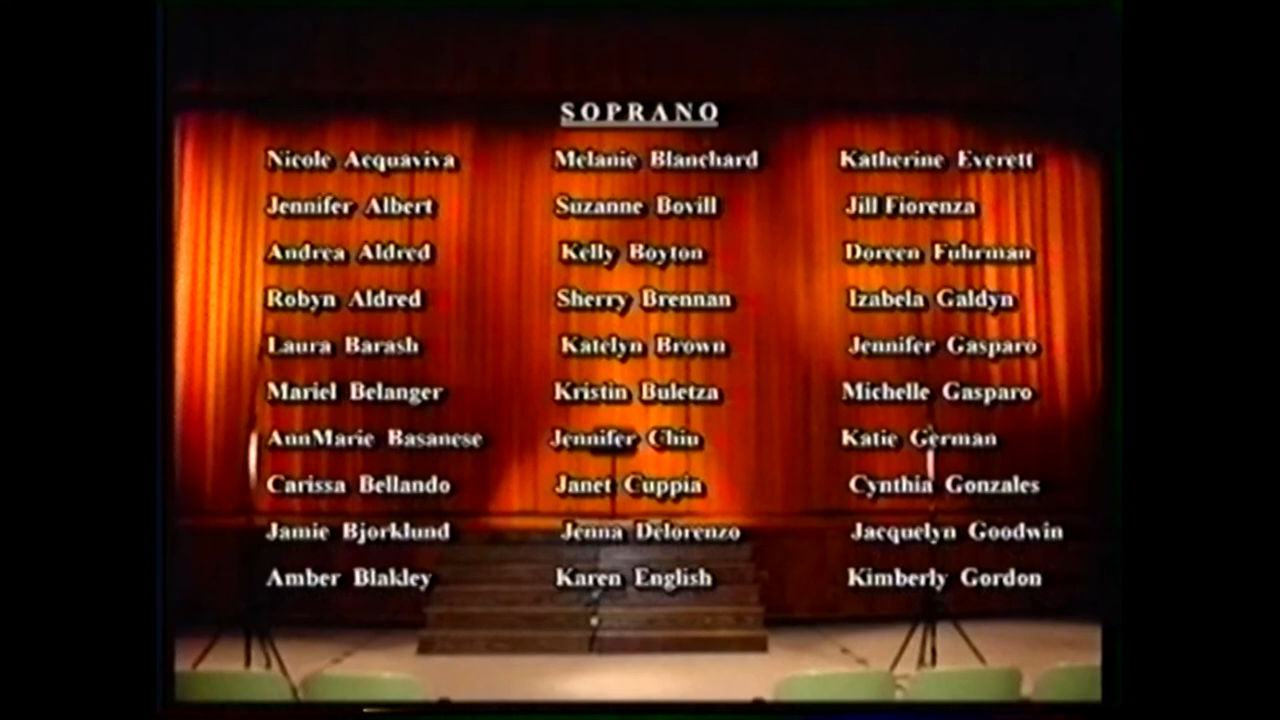 SOPRANO
Nicole Acquaviva Melanie Blanchard Katherine Everett
Jennifer Albert Suzanne Bovill Jill Fiorenza
Andrea Aldred Kelly Boyton Doreen Fuhrman
Robyn Aldred Sherry Brennan Izabela Galdyn
Laura Barash Katelyn Brown Jennifer Gasparo
Mariel Belanger Kristin Buletza Michelle Gasparo
AnnMarie Basanese Jennifer Chiu Katie German
Carissa Bellando Janet Cuppia Cynthia Gonzales
Jamie Bjorklund Jenna Delorenzo Jacquelyn Goodwin
Amber Blakley Karen English Kimberly Gordon